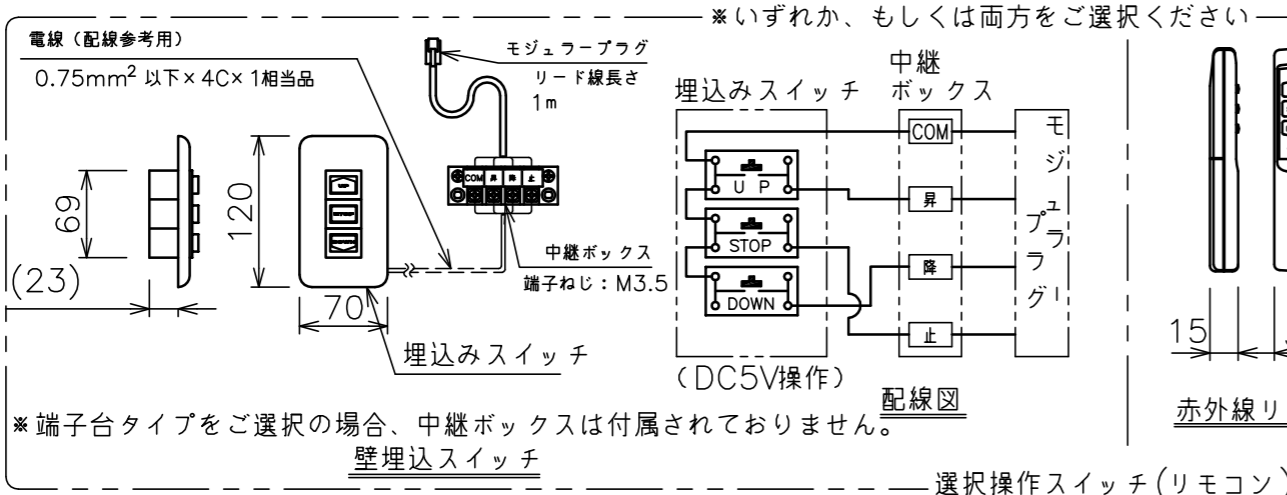 ※いずれか、もしくは両方をご選択ください
電線（配線参考用）
0.75mm² 以下×4C×1相当品
モジュラープラグ
リード線長さ
1m
COM 昇 降 止
中継ボックス
端子ねじ：M3.5
69
(23)
120
70
UP
埋込みスイッチ
埋込みスイッチ
中継
ボックス
COM
昇
降
止
モジュラープラグ
UP
STOP
DOWN
(DC5V操作)
配線図
15
赤外線リ
※端子台タイプをご選択の場合、中継ボックスは付属されておりません。
壁埋込スイッチ
選択操作スイッチ(リモコン)